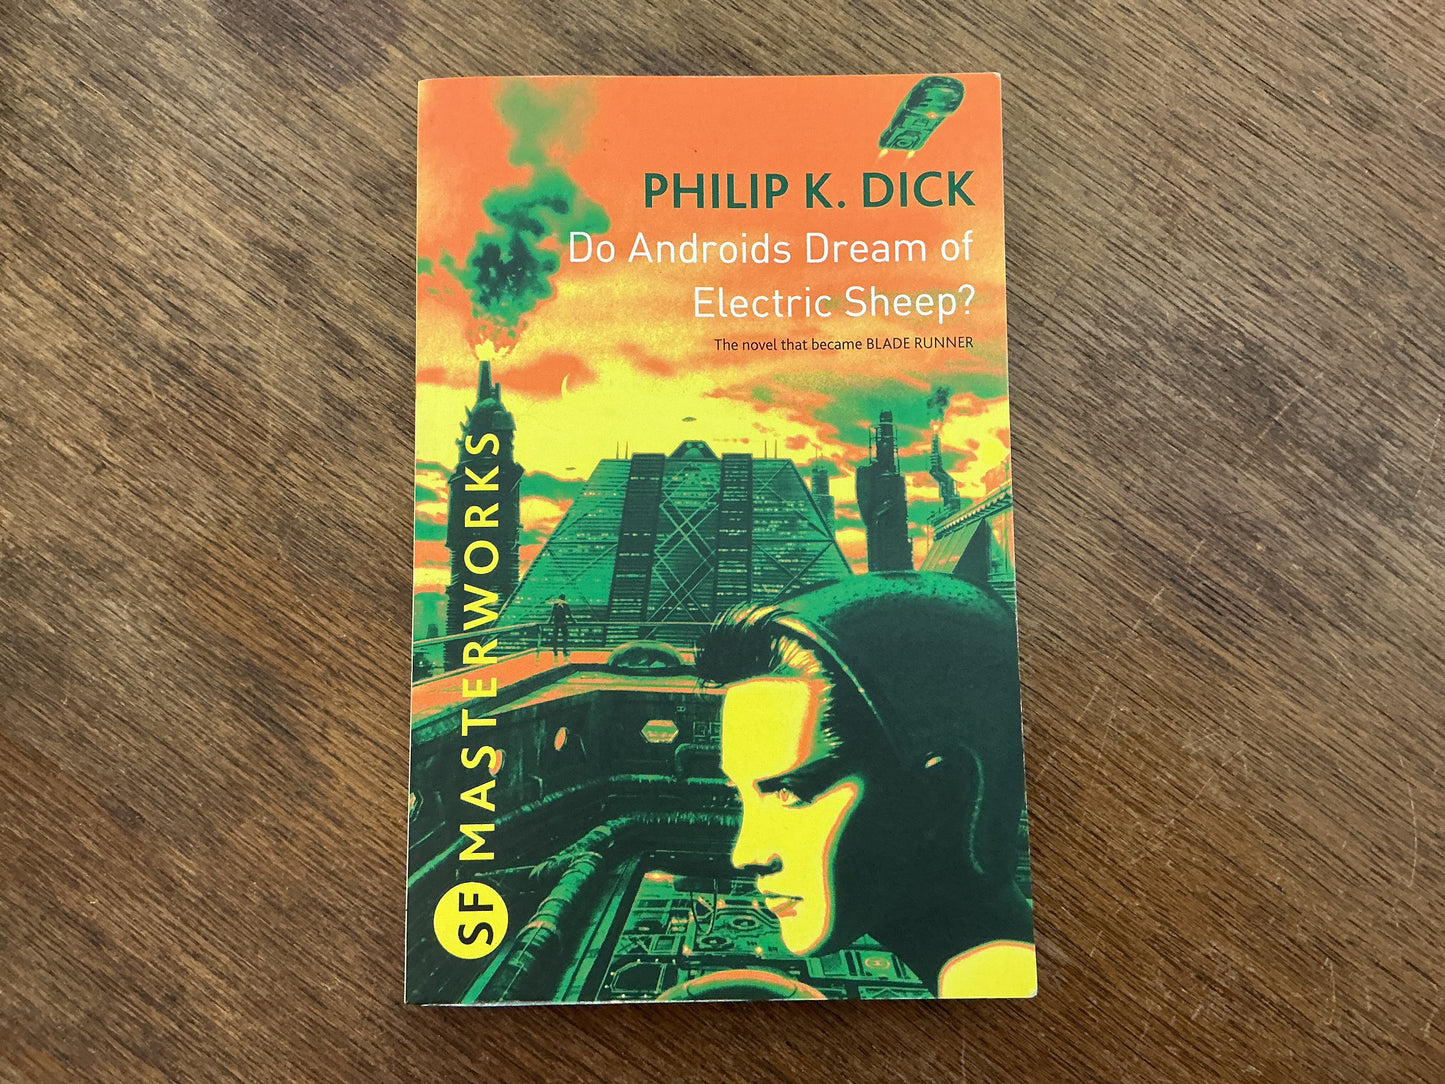 PHILIP K. DICK
Do Androids Dream of
Electric Sheep?
The novel that became BLADE RUNNER
SF MASTERWORKS